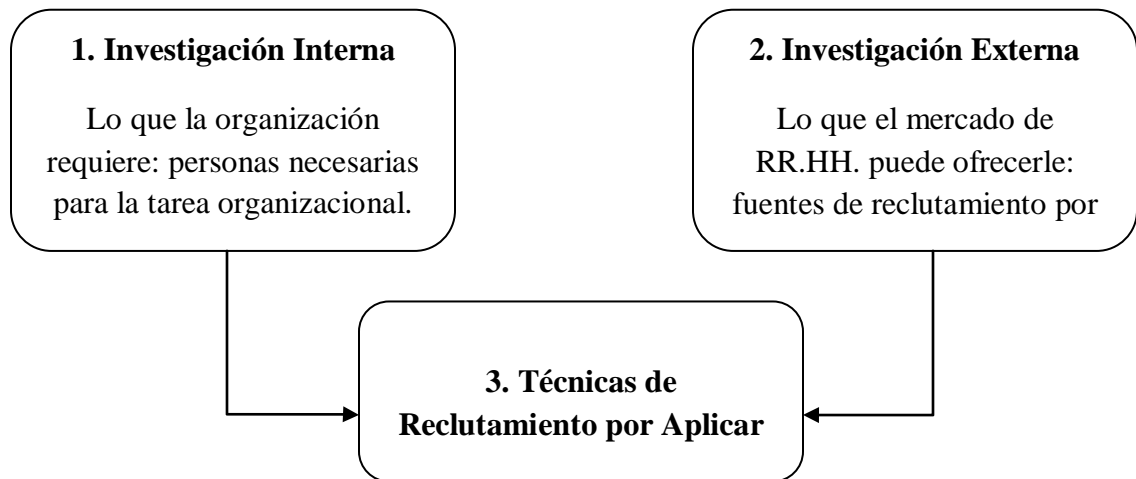 1. Investigación Interna
Lo que la organización
requiere: personas necesarias
para la tarea organizacional.
2. Investigación Externa
Lo que el mercado de
RR.HH. puede ofrecerle:
fuentes de reclutamiento por
3. Técnicas de
Reclutamiento por Aplicar